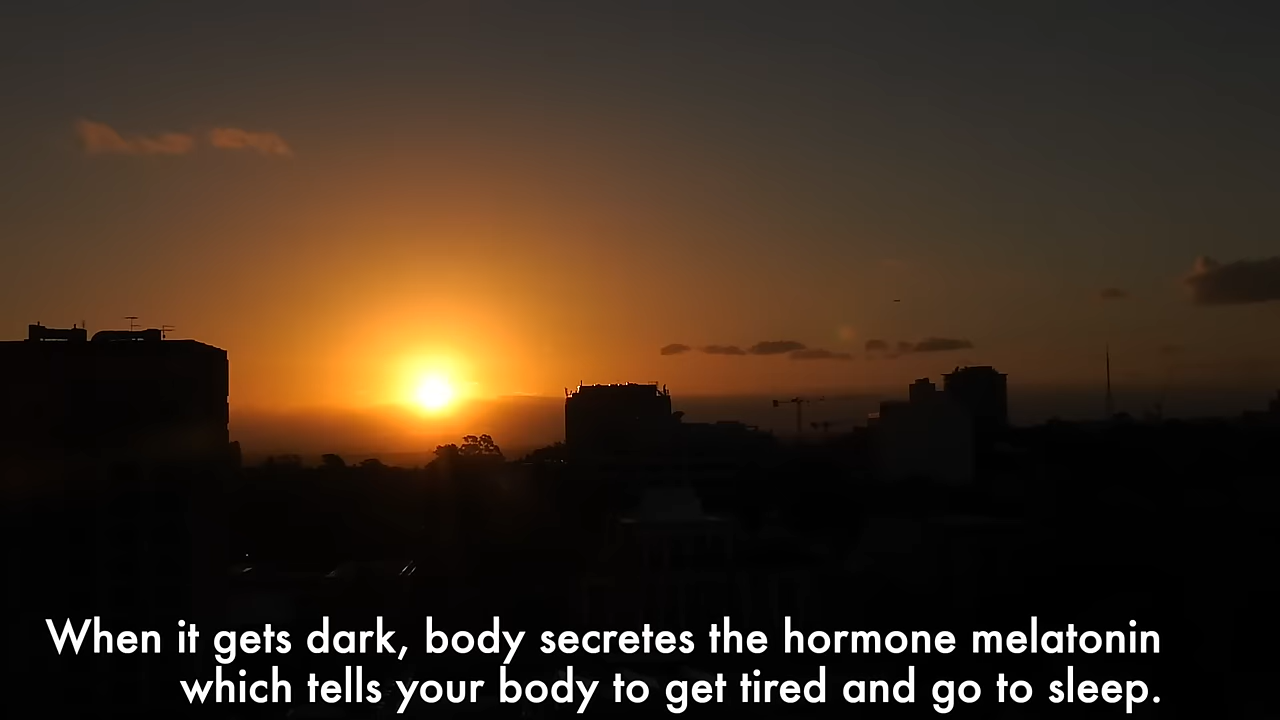 When it gets dark, body secretes the hormone melatonin
which tells your body to get tired and go to sleep.